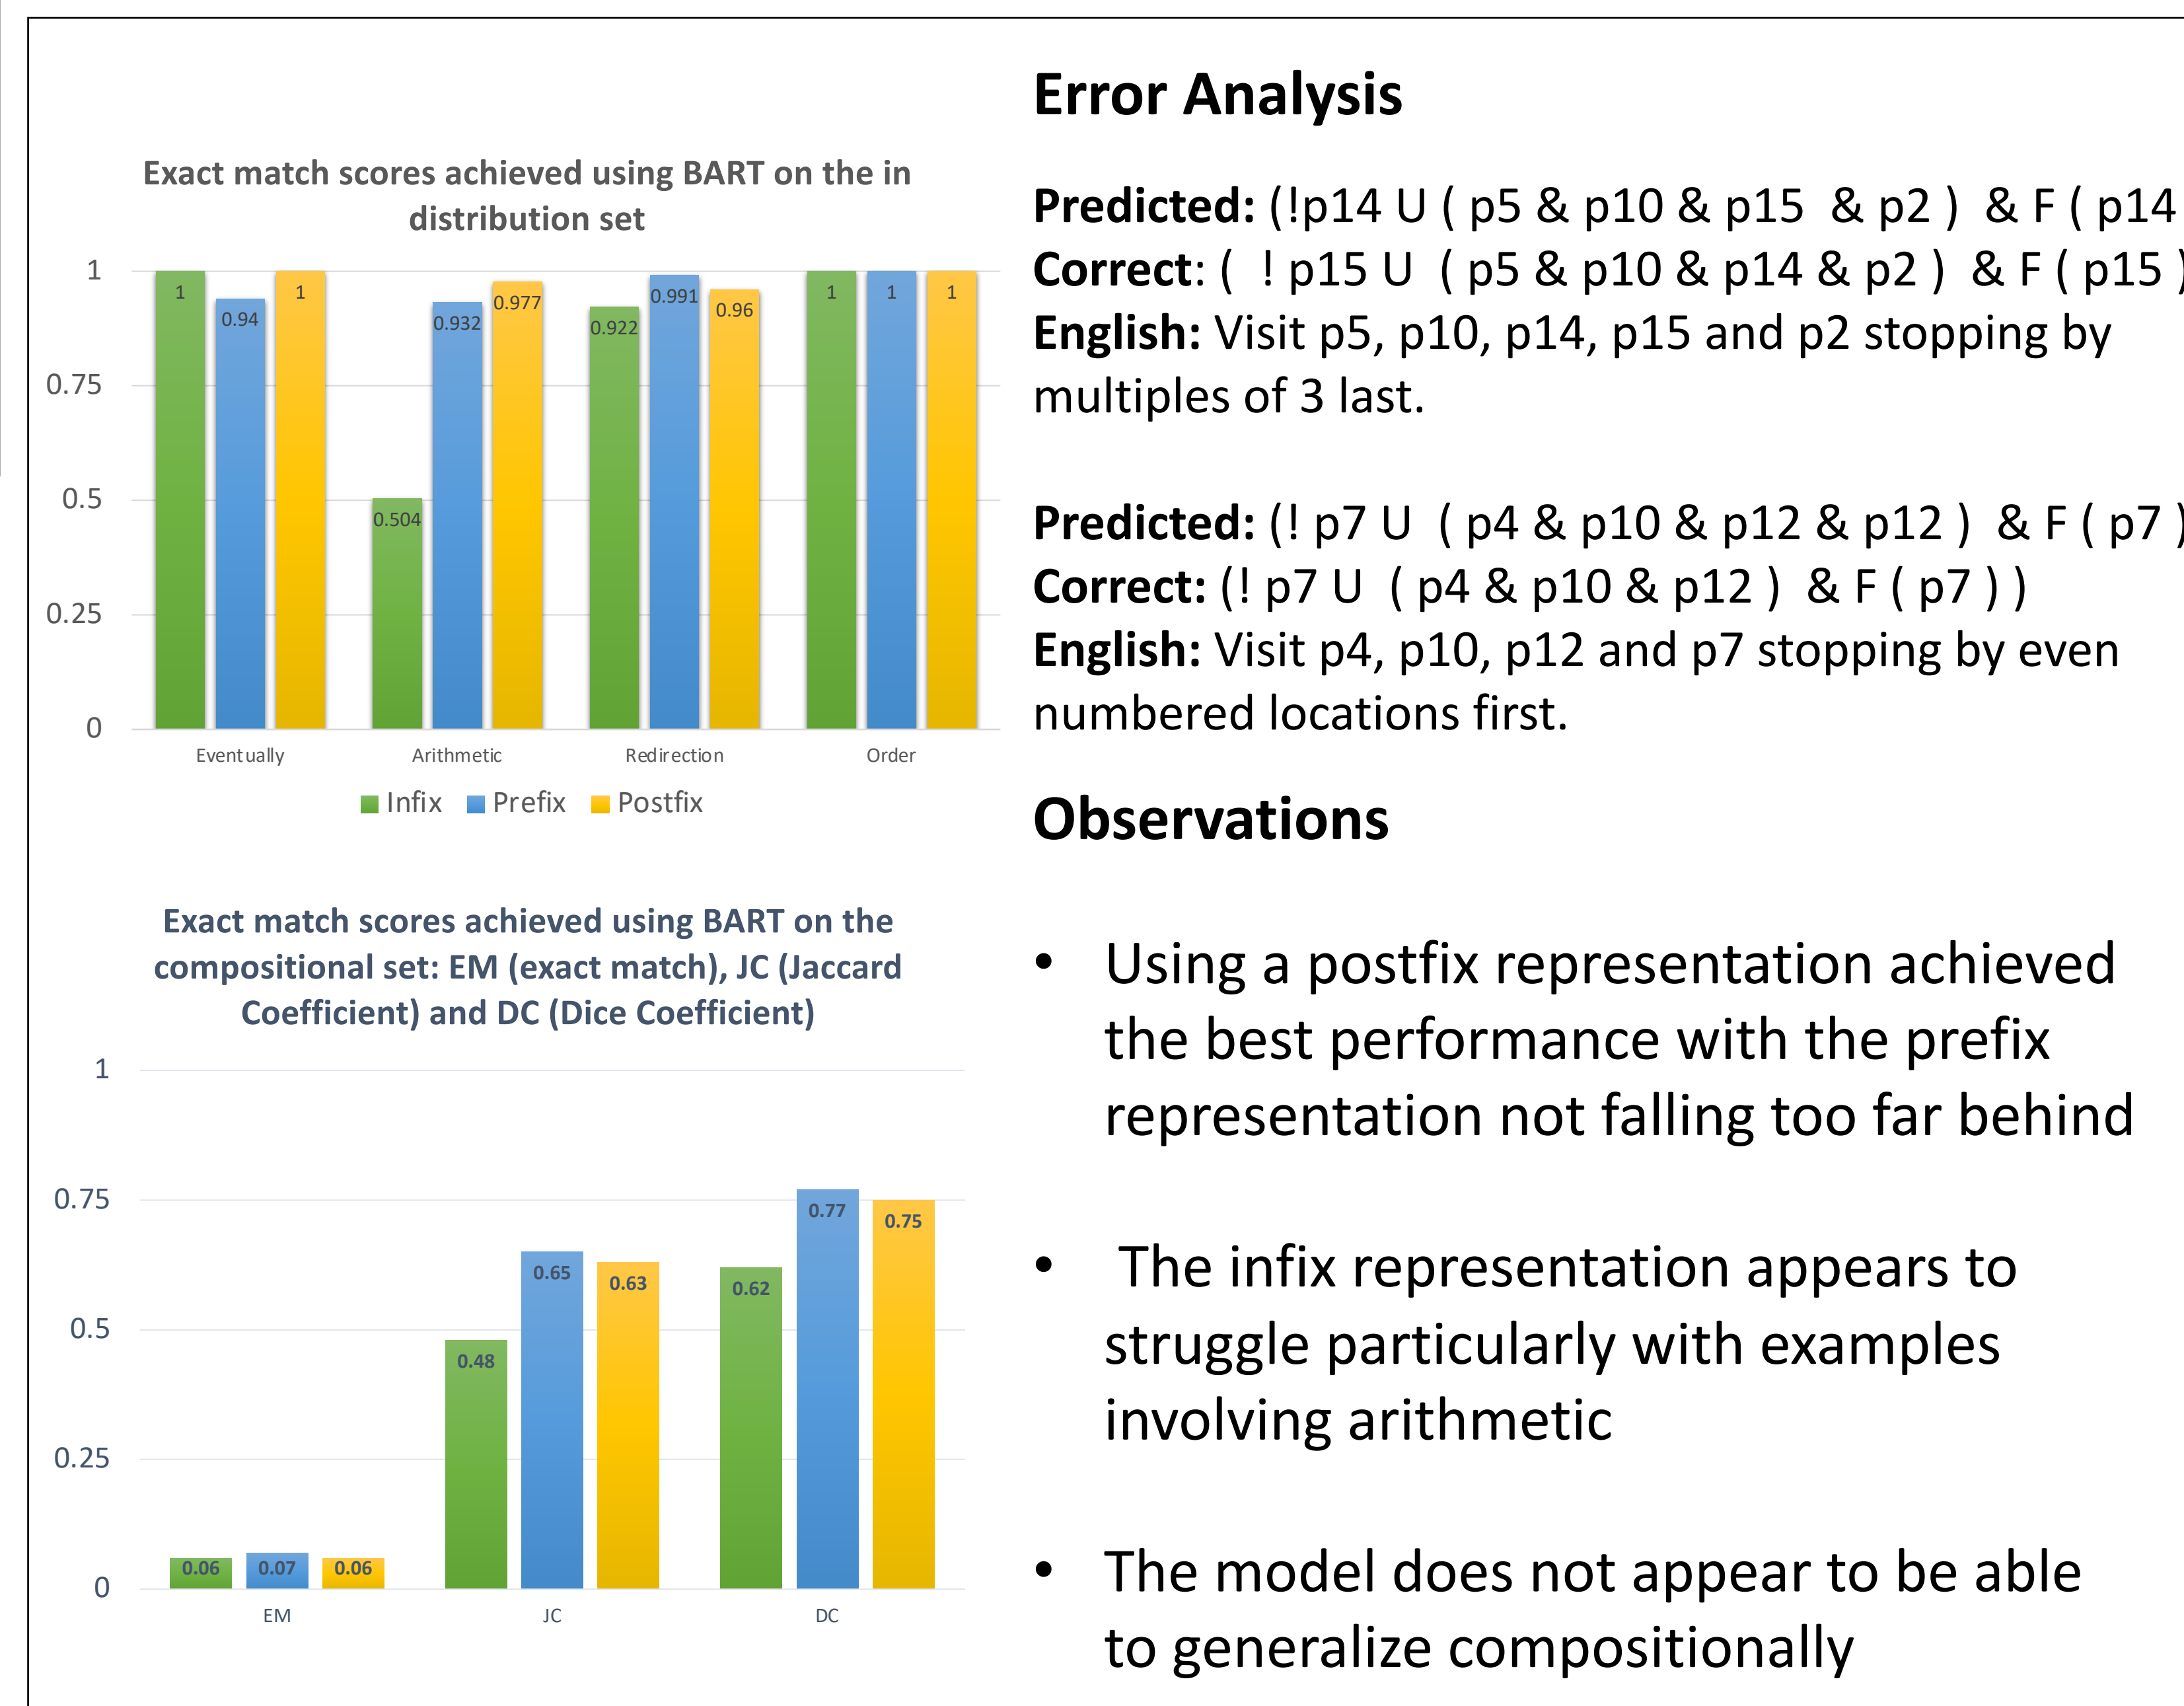 Exact match scores achieved using BART on the in
distribution set
1
0.75
0.5
0.25
0
1
0.94
1
0.504
0.932
0.977
0.922
0.991
0.96
1
1
1
Eventually
Arithmetic
Redirection
Order
Infix
Prefix
Postfix
Exact match scores achieved using BART on the
compositional set: EM (exact match), JC (Jaccard
Coefficient) and DC (Dice Coefficient)
1
0.75
0.5
0.25
0
0.06
0.07
0.06
0.48
0.65
0.63
0.62
0.77
0.75
EM
JC
DC
Error Analysis
Predicted: (!p14 U ( p5 & p10 & p15 & p2 ) & F ( p14
Correct: ( ! p15 U ( p5 & p10 & p14 & p2 ) & F ( p15 )
English: Visit p5, p10, p14, p15 and p2 stopping by
multiples of 3 last.
Predicted: (! p7 U ( p4 & p10 & p12 & p12 ) & F ( p7 )
Correct: (! p7 U ( p4 & p10 & p12 ) & F ( p7 ) )
English: Visit p4, p10, p12 and p7 stopping by even
numbered locations first.
Observations
• Using a postfix representation achieved
the best performance with the prefix
representation not falling too far behind
• The infix representation appears to
struggle particularly with examples
involving arithmetic
• The model does not appear to be able
to generalize compositionally